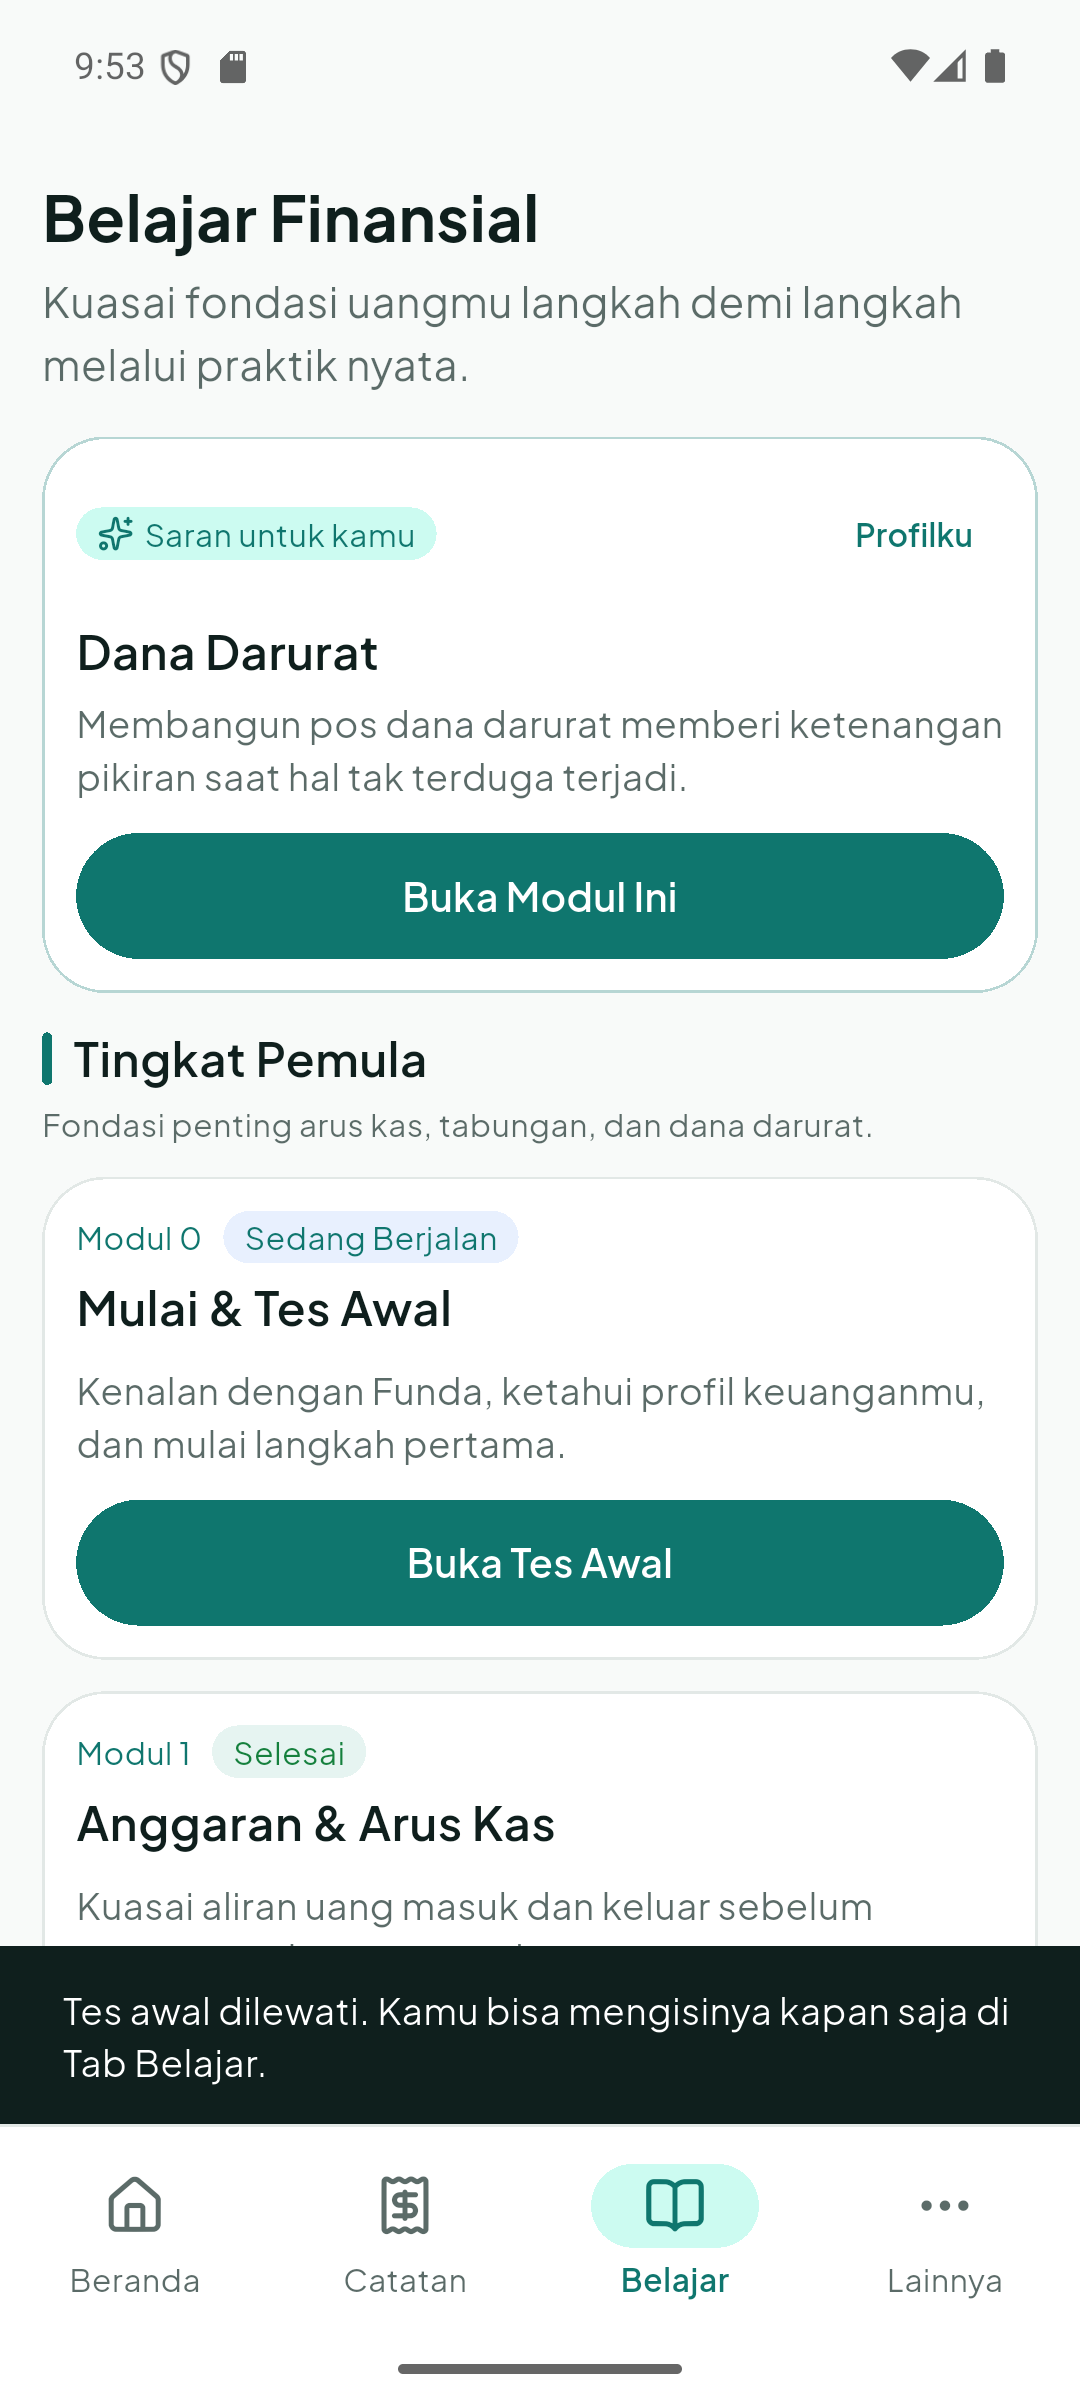 9:53
Belajar Finansial
Kuasai fondasi uangmu langkah demi langkah
melalui praktik nyata.
Saran untuk kamu
Profilku
Dana Darurat
Membangun pos dana darurat memberi ketenangan
pikiran saat hal tak terduga terjadi.
Buka Modul Ini
Tingkat Pemula
Fondasi penting arus kas, tabungan, dan dana darurat.
Modul 0
Sedang Berjalan
Mulai & Tes Awal
Kenalan dengan Funda, ketahui profil keuanganmu,
dan mulai langkah pertama.
Buka Tes Awal
Modul 1
Selesai
Anggaran & Arus Kas
Kuasai aliran uang masuk dan keluar sebelum
Tes awal dilewati. Kamu bisa mengisinya kapan saja di
Tab Belajar.
Beranda
Catatan
Belajar
Lainnya